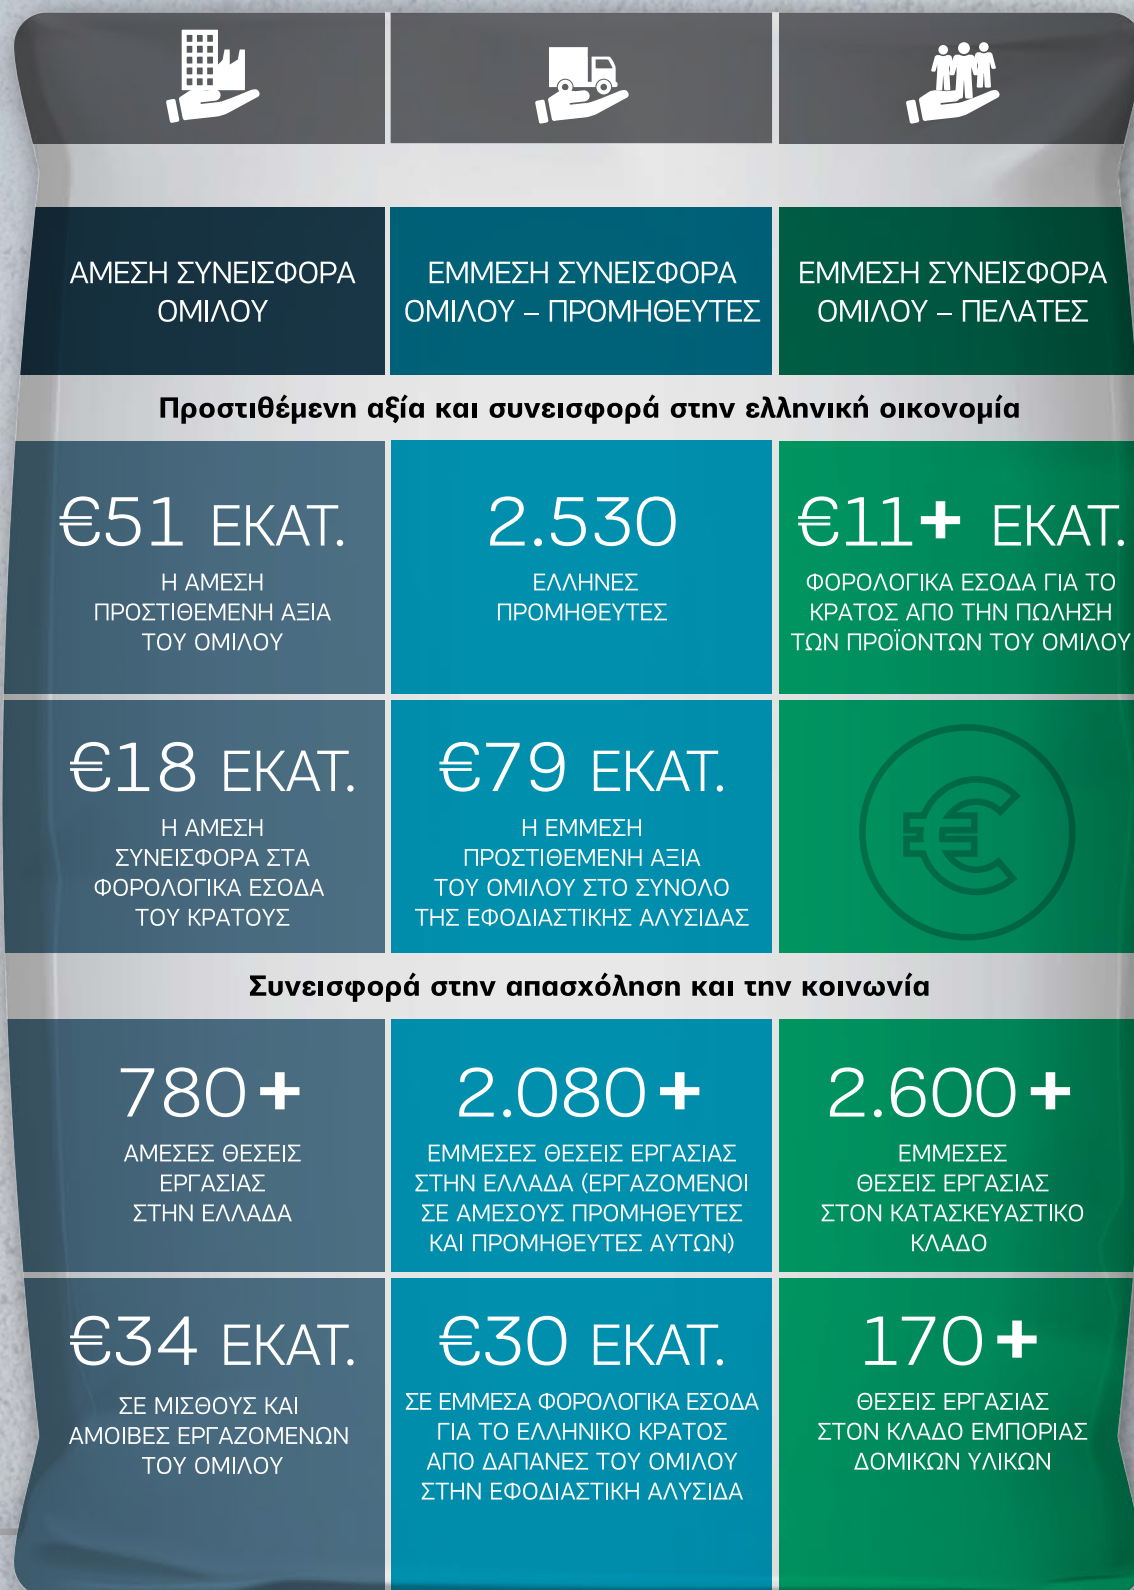 ΑΜΕΣΗ ΣΥΝΕΙΣΦΟΡΑ
ΟΜΙΛΟΥ
ΕΜΜΕΣΗ ΣΥΝΕΙΣΦΟΡΑ
ΟΜΙΛΟΥ – ΠΡΟΜΗΘΕΥΤΕΣ
ΕΜΜΕΣΗ ΣΥΝΕΙΣΦΟΡΑ
ΟΜΙΛΟΥ – ΠΕΛΑΤΕΣ
Προστιθέμενη αξία και συνεισφορά στην ελληνική οικονομία
€51 ΕΚΑΤ.
Η ΑΜΕΣΗ
ΠΡΟΣΤΙΘΕΜΕΝΗ ΑΞΙΑ
ΤΟΥ ΟΜΙΛΟΥ
2.530
ΕΛΛΗΝΕΣ
ΠΡΟΜΗΘΕΥΤΕΣ
€11+ ΕΚΑΤ.
ΦΟΡΟΛΟΓΙΚΑ ΕΣΟΔΑ ΓΙΑ ΤΟ
ΚΡΑΤΟΣ ΑΠΟ ΤΗΝ ΠΩΛΗΣΗ
ΤΩΝ ΠΡΟΪΟΝΤΩΝ ΤΟΥ ΟΜΙΛΟΥ
€18 ΕΚΑΤ.
Η ΑΜΕΣΗ
ΣΥΝΕΙΣΦΟΡΑ ΣΤΑ
ΦΟΡΟΛΟΓΙΚΑ ΕΣΟΔΑ
ΤΟΥ ΚΡΑΤΟΥΣ
€79 ΕΚΑΤ.
Η ΕΜΜΕΣΗ
ΠΡΟΣΤΙΘΕΜΕΝΗ ΑΞΙΑ
ΤΟΥ ΟΜΙΛΟΥ ΣΤΟ ΣΥΝΟΛΟ
ΤΗΣ ΕΦΟΔΙΑΣΤΙΚΗΣ ΑΛΥΣΙΔΑΣ
€
Συνεισφορά στην απασχόληση και την κοινωνία
780+
ΑΜΕΣΕΣ ΘΕΣΕΙΣ
ΕΡΓΑΣΙΑΣ
ΣΤΗΝ ΕΛΛΑΔΑ
2.080+
ΕΜΜΕΣΕΣ ΘΕΣΕΙΣ ΕΡΓΑΣΙΑΣ
ΣΤΗΝ ΕΛΛΑΔΑ (ΕΡΓΑΖΟΜΕΝΟΙ
ΣΕ ΑΜΕΣΟΥΣ ΠΡΟΜΗΘΕΥΤΕΣ
ΚΑΙ ΠΡΟΜΗΘΕΥΤΕΣ ΑΥΤΩΝ)
2.600+
ΕΜΜΕΣΕΣ
ΘΕΣΕΙΣ ΕΡΓΑΣΙΑΣ
ΣΤΟΝ ΚΑΤΑΣΚΕΥΑΣΤΙΚΟ
ΚΛΑΔΟ
€34 ΕΚΑΤ.
ΣΕ ΜΙΣΘΟΥΣ ΚΑΙ
ΑΜΟΙΒΕΣ ΕΡΓΑΖΟΜΕΝΩΝ
ΤΟΥ ΟΜΙΛΟΥ
€30 ΕΚΑΤ.
ΣΕ ΕΜΜΕΣΑ ΦΟΡΟΛΟΓΙΚΑ ΕΣΟΔΑ
ΓΙΑ ΤΟ ΕΛΛΗΝΙΚΟ ΚΡΑΤΟΣ
ΑΠΟ ΔΑΠΑΝΕΣ ΤΟΥ ΟΜΙΛΟΥ
ΣΤΗΝ ΕΦΟΔΙΑΣΤΙΚΗ ΑΛΥΣΙΔΑ
170+
ΘΕΣΕΙΣ ΕΡΓΑΣΙΑΣ
ΣΤΟΝ ΚΛΑΔΟ ΕΜΠΟΡΙΑΣ
ΔΟΜΙΚΩΝ ΥΛΙΚΩΝ